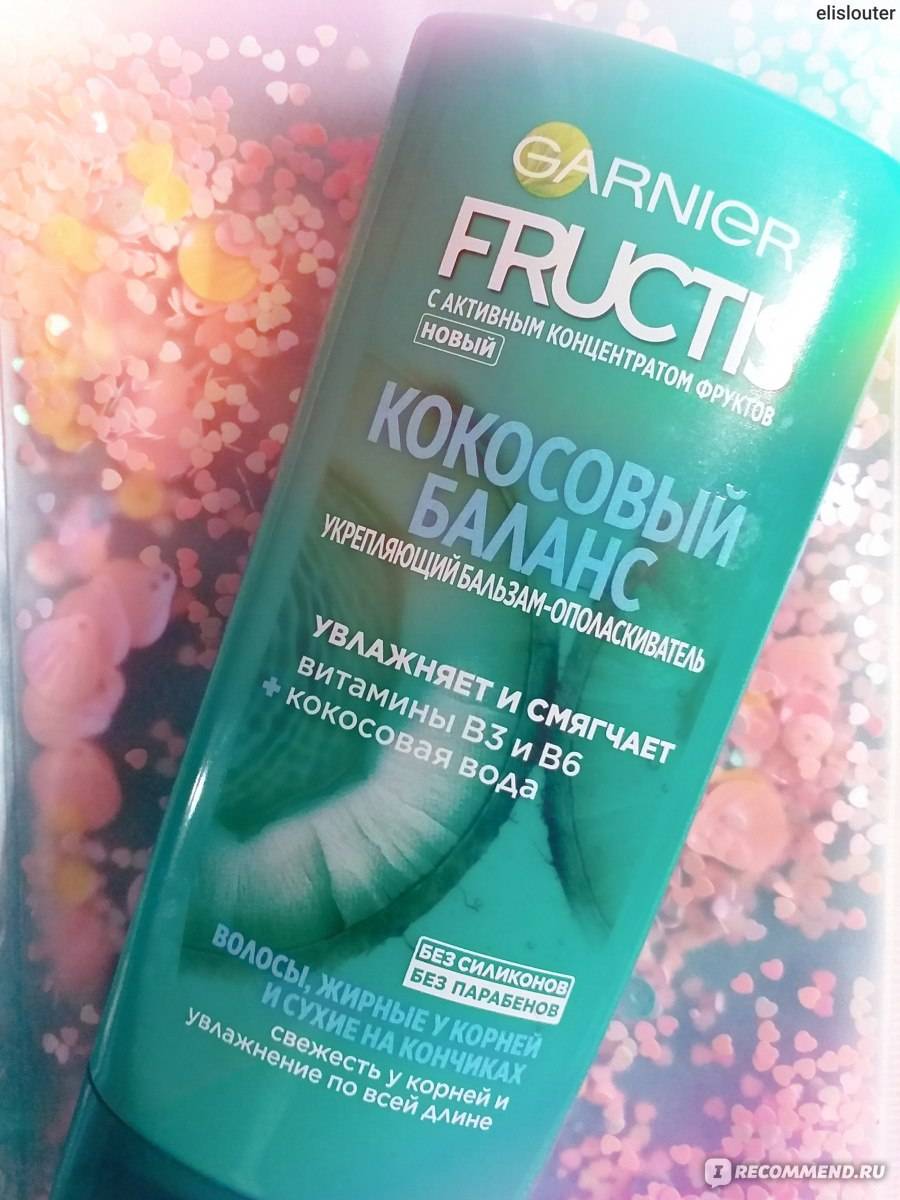 elislouter
GARNIER
FRUCTIS
С АКТИВНЫМ КОНЦЕНТРАТОМ ФРУКТОВ
НОВЫЙ
КОКОСОВЫЙ
БАЛАНС
УКРЕПЛЯЮЩИЙ БАЛЬЗАМ-ОПОЛАСКИВАТЕЛЬ
УВЛАЖНЯЕТ И СМЯГЧАЕТ
ВИТАМИНЫ B3 И B6
+ КОКОСОВАЯ ВОДА
БЕЗ СИЛИКОНОВ
БЕЗ ПАРАБЕНОВ
ВОЛОСЫ, ЖИРНЫЕ У КОРНЕЙ
И СУХИЕ НА КОНЧИКАХ
СВЕЖЕСТЬ У КОРНЕЙ И
УВЛАЖНЕНИЕ ПО ВСЕЙ ДЛИНЕ
IRECOMMEND.RU